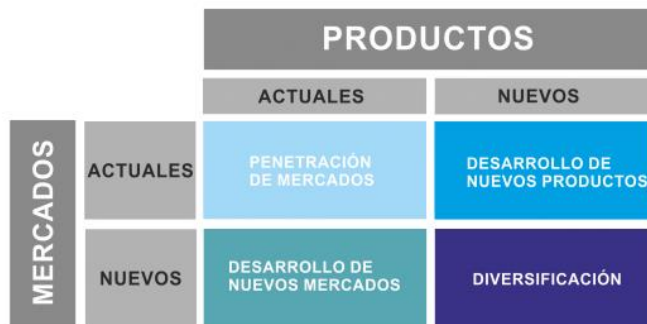 PRODUCTOS
ACTUALES
NUEVOS
MERCADOS
ACTUALES
PENETRACIÓN
DE MERCADOS
DESARROLLO DE
NUEVOS PRODUCTOS
NUEVOS
DESARROLLO DE
NUEVOS MERCADOS
DIVERSIFICACIÓN